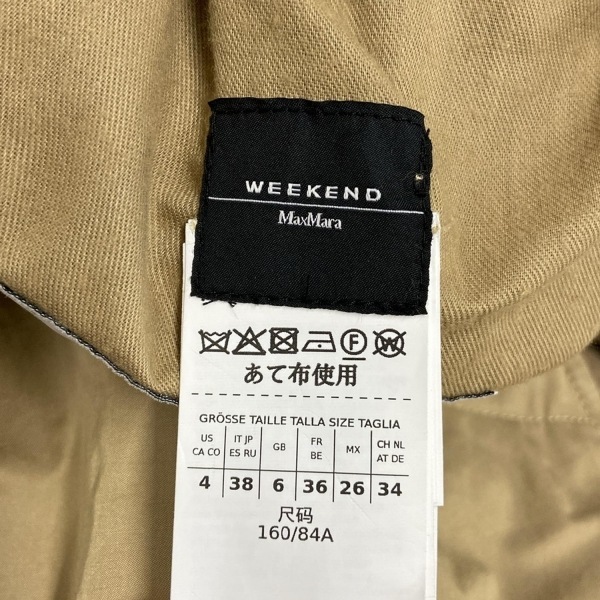 WEEKEND
MaxMara
F W
あて布使用
GRÖSSE TAILLE TALLA SIZE TAGLIA
US CA CO IT JP ES RU GB FR BE MX CH NL AT DE
4 38 6 36 26 34
尺码
160/84A